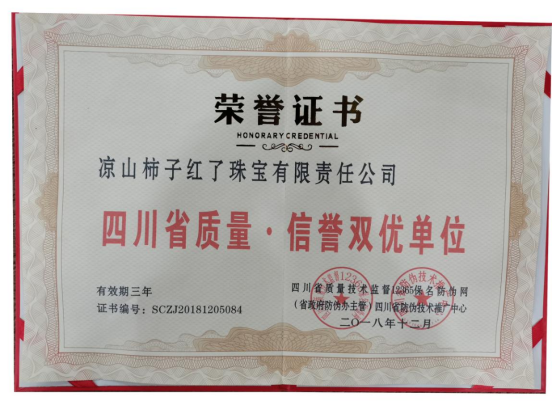 荣誉证书
HONORARY CREDENTIAL
凉山柿子红了珠宝有限责任公司
四川省质量·信誉双优单位
有效期三年
证书编号：SCZJ20181205084
四川省质量技术监督12365保名防伪网
（省政府防伪办主管）四川省防伪技术推广中心
二〇一八年十二月